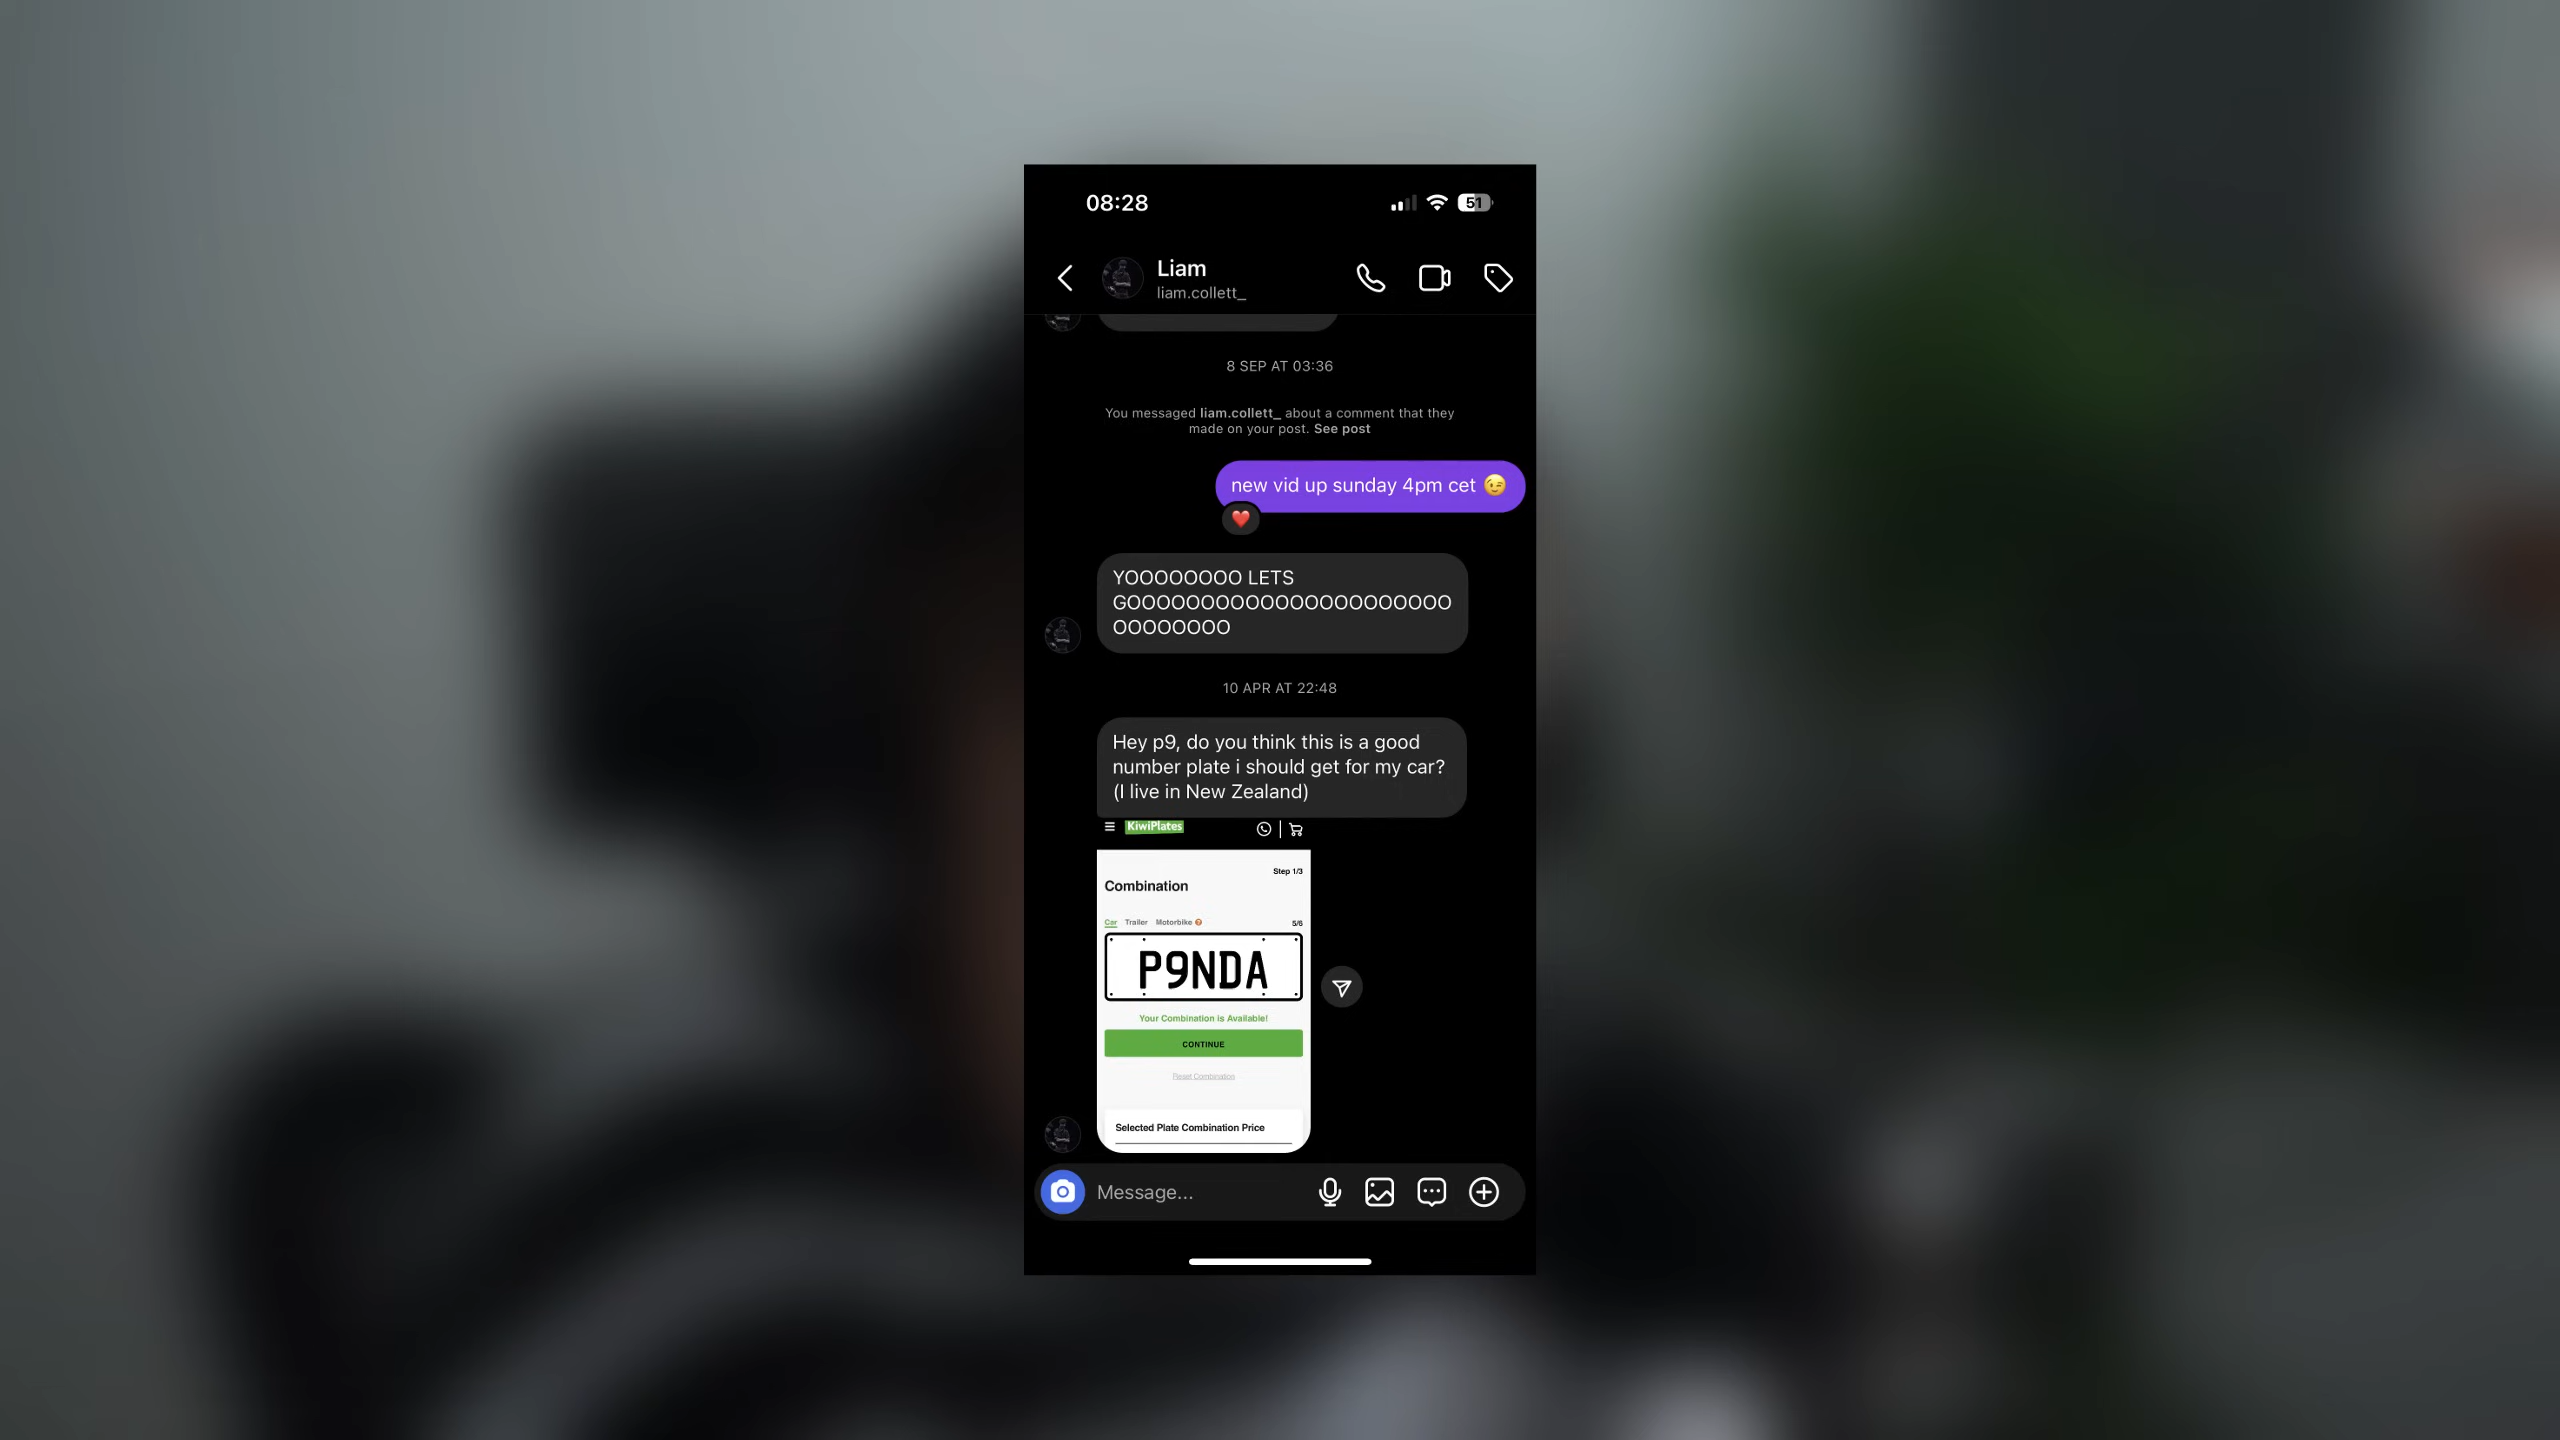 08:28
51
Liam
liam.collett_
8 SEP AT 03:36
You messaged liam.collett_ about a comment that they
made on your post. See post
new vid up sunday 4pm cet 😉
❤️
YOOOOOOOO LETS
GOOOOOOOOOOOOOOOOOOOOOO
OOOOOOOO
10 APR AT 22:48
Hey p9, do you think this is a good
number plate i should get for my car?
(I live in New Zealand)
KiwiPlates
Step 1/3
Combination
Car Trailer Motorbike 5/6
P9NDA
Your Combination is Available!
CONTINUE
Reset Combination
Selected Plate Combination Price
Message...